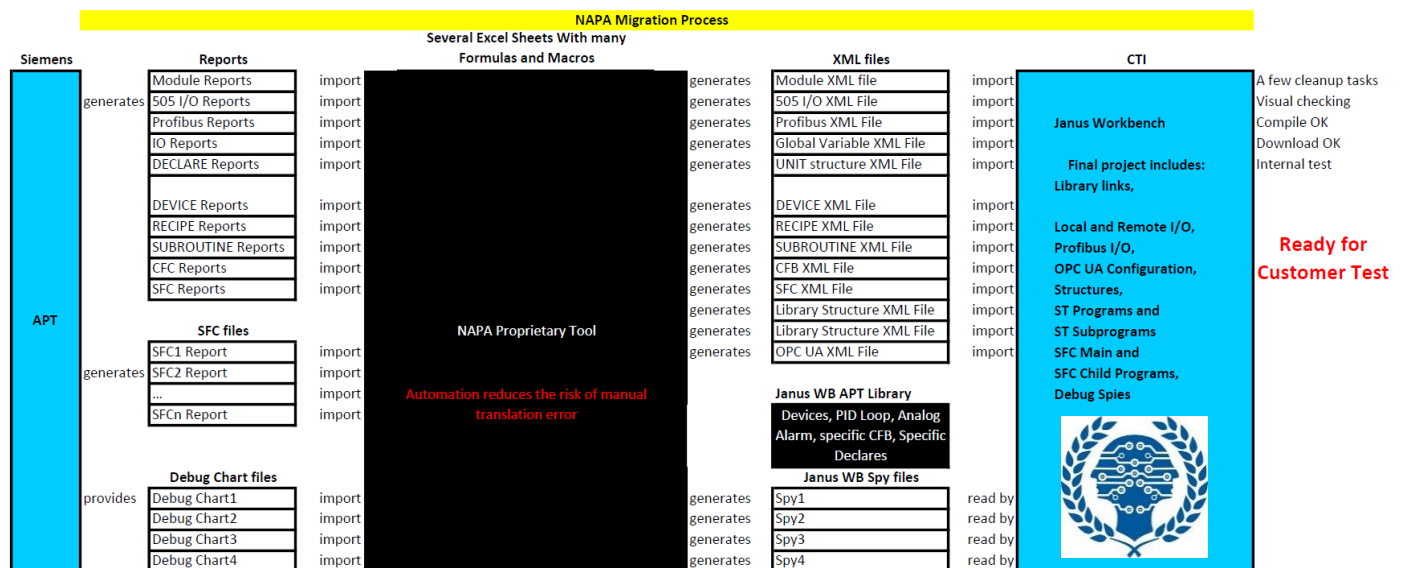 NAPA Migration Process
Several Excel Sheets With many
Siemens Reports Formulas and Macros XML files CTI
Module Reports import generates Module XML file import A few cleanup tasks
generates 505 I/O Reports import generates 505 I/O XML File import Visual checking
Profibus Reports import generates Profibus XML File import Janus Workbench Compile OK
IO Reports import generates Global Variable XML File import Download OK
DECLARE Reports import generates UNIT structure XML File import Final project includes: Internal test
Library links,
DEVICE Reports import generates DEVICE XML File import
RECIPE Reports import generates RECIPE XML File import Local and Remote I/O,
SUBROUTINE Reports import generates SUBROUTINE XML File import Profibus I/O, Ready for
CFC Reports import generates CFB XML File import OPC UA Configuration, Customer Test
SFC Reports import generates SFC XML File import Structures,
generates Library Structure XML File import ST Programs and
APT SFC files NAPA Proprietary Tool generates Library Structure XML File import ST Subprograms
SFC1 Report import generates OPC UA XML File import SFC Main and
generates SFC2 Report import SFC Child Programs,
... import Automation reduces the risk of manual Janus WB APT Library Debug Spies
SFCn Report import translation error Devices, PID Loop, Analog
Alarm, specific CFB, Specific
Declares
Debug Chart files Janus WB Spy files
provides Debug Chart1 import generates Spy1 read by
Debug Chart2 import generates Spy2 read by
Debug Chart3 import generates Spy3 read by
Debug Chart4 import generates Spy4 read by